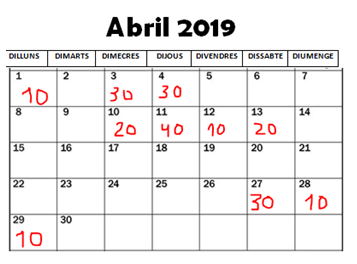 Abril 2019
DILLUNS DIMARTS DIMECRES DIJOUS DIVENDRES DISSABTE DIUMENGE
1 2 3 4 5 6 7
10 30 30
8 9 10 11 12 13 14
20 40 10 20
15 16 17 18 19 20 21
22 23 24 25 26 27 28
30 10
29 30
10